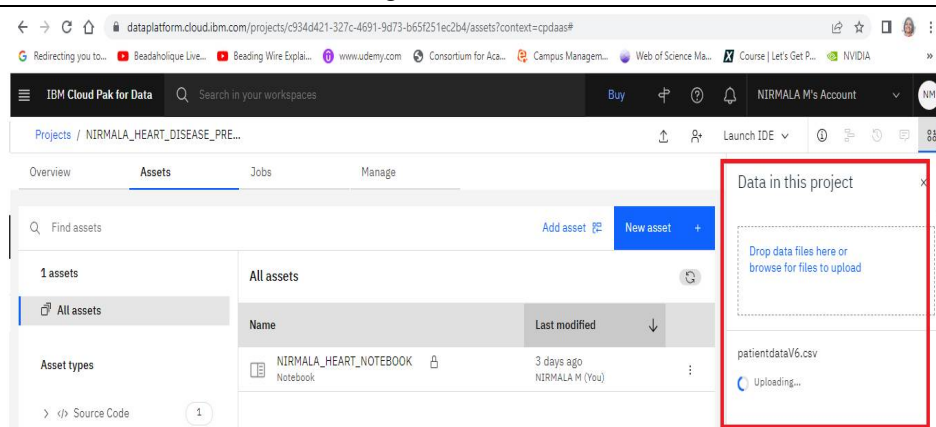 dataplatform.cloud.ibm.com/projects/c934d421-327c-4691-9d73-b65f251ec2b4/assets?context=cpdaas#
Redirecting you to... Beadaholique Live... Beading Wire Explai... www.udemy.com Consortium for Aca... Campus Managem... Web of Science Ma... Course | Let's Get P... NVIDIA »
IBM Cloud Pak for Data Search in your workspaces Buy NIRMALA M's Account NM
Projects / NIRMALA_HEART_DISEASE_PRE... Launch IDE
Overview Assets Jobs Manage
Data in this project
Find assets Add asset New asset +
Drop data files here or
browse for files to upload
1 assets All assets
All assets
Name Last modified
patientdataV6.csv
Asset types NIRMALA_HEART_NOTEBOOK 3 days ago
Notebook NIRMALA M (You)
Uploading...
Source Code 1